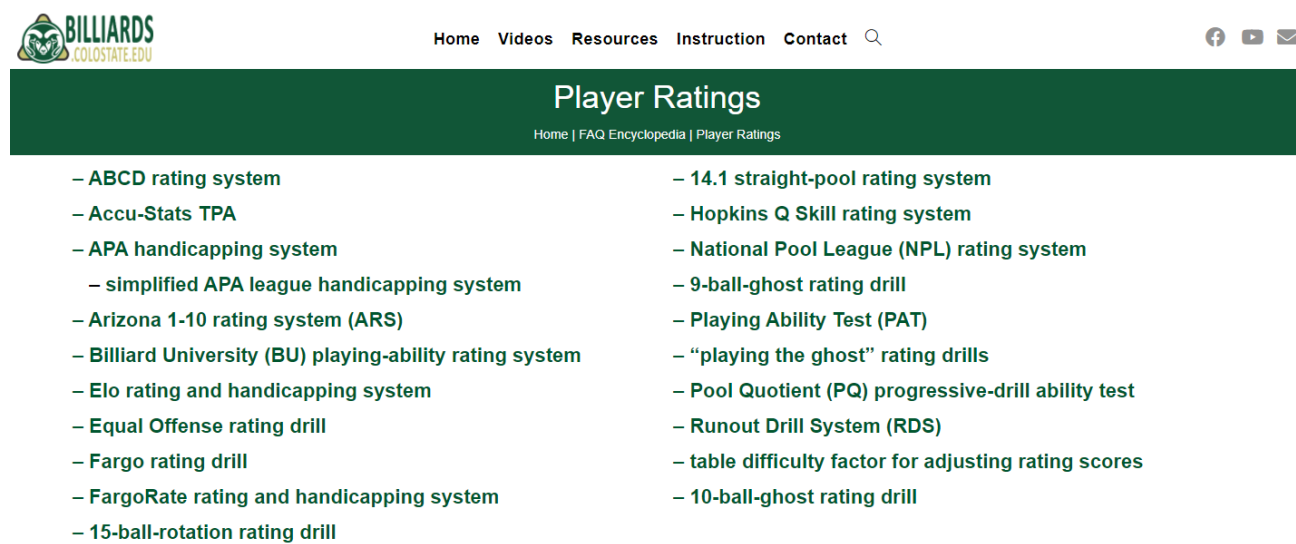 BILLIARDS
.COLOSTATE.EDU
Home Videos Resources Instruction Contact
Player Ratings
Home | FAQ Encyclopedia | Player Ratings
– ABCD rating system
– Accu-Stats TPA
– APA handicapping system
– simplified APA league handicapping system
– Arizona 1-10 rating system (ARS)
– Billiard University (BU) playing-ability rating system
– Elo rating and handicapping system
– Equal Offense rating drill
– Fargo rating drill
– FargoRate rating and handicapping system
– 15-ball-rotation rating drill
– 14.1 straight-pool rating system
– Hopkins Q Skill rating system
– National Pool League (NPL) rating system
– 9-ball-ghost rating drill
– Playing Ability Test (PAT)
– “playing the ghost” rating drills
– Pool Quotient (PQ) progressive-drill ability test
– Runout Drill System (RDS)
– table difficulty factor for adjusting rating scores
– 10-ball-ghost rating drill